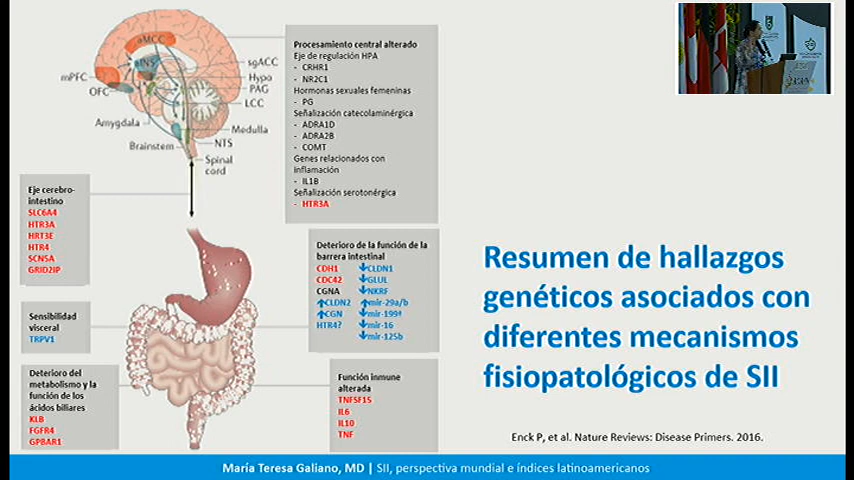 aMCC
INS
mPFC
OFC
sgACC
Hypo
PAG
LCC
Amygdala
Medulla
NTS
Brainstem
Spinal
cord
Procesamiento central alterado
Eje de regulación HPA
- CRHR1
- NR2C1
Hormonas sexuales femeninas
- PG
Señalización catecolaminérgica
- ADRA1D
- ADRA2B
- COMT
Genes relacionados con
inflamación
- IL1B
Señalización serotonérgica
- HTR3A
Eje cerebro-
intestino
SLC6A4
HTR3A
HRT3E
HTR4
SCN5A
GRID2IP
Sensibilidad
visceral
TRPV1
Deterioro del
metabolismo y la
función de los
ácidos biliares
KLB
FGFR4
GPBAR1
Deterioro de la función de la
barrera intestinal
CDH1 ↓CLDN1
CDC42 ↓GLUL
CGNA ↓NKRF
↑CLDN2 ↑mir-29a/b
↑CGN ↓mir-199ª
HTR4? ↓mir-16
↓mir-125b
Función inmune
alterada
TNFSF15
IL6
IL10
TNF
Resumen de hallazgos
genéticos asociados con
diferentes mecanismos
fisiopatológicos de SII
Enck P, et al. Nature Reviews: Disease Primers. 2016.
María Teresa Galiano, MD | SII, perspectiva mundial e índices latinoamericanos